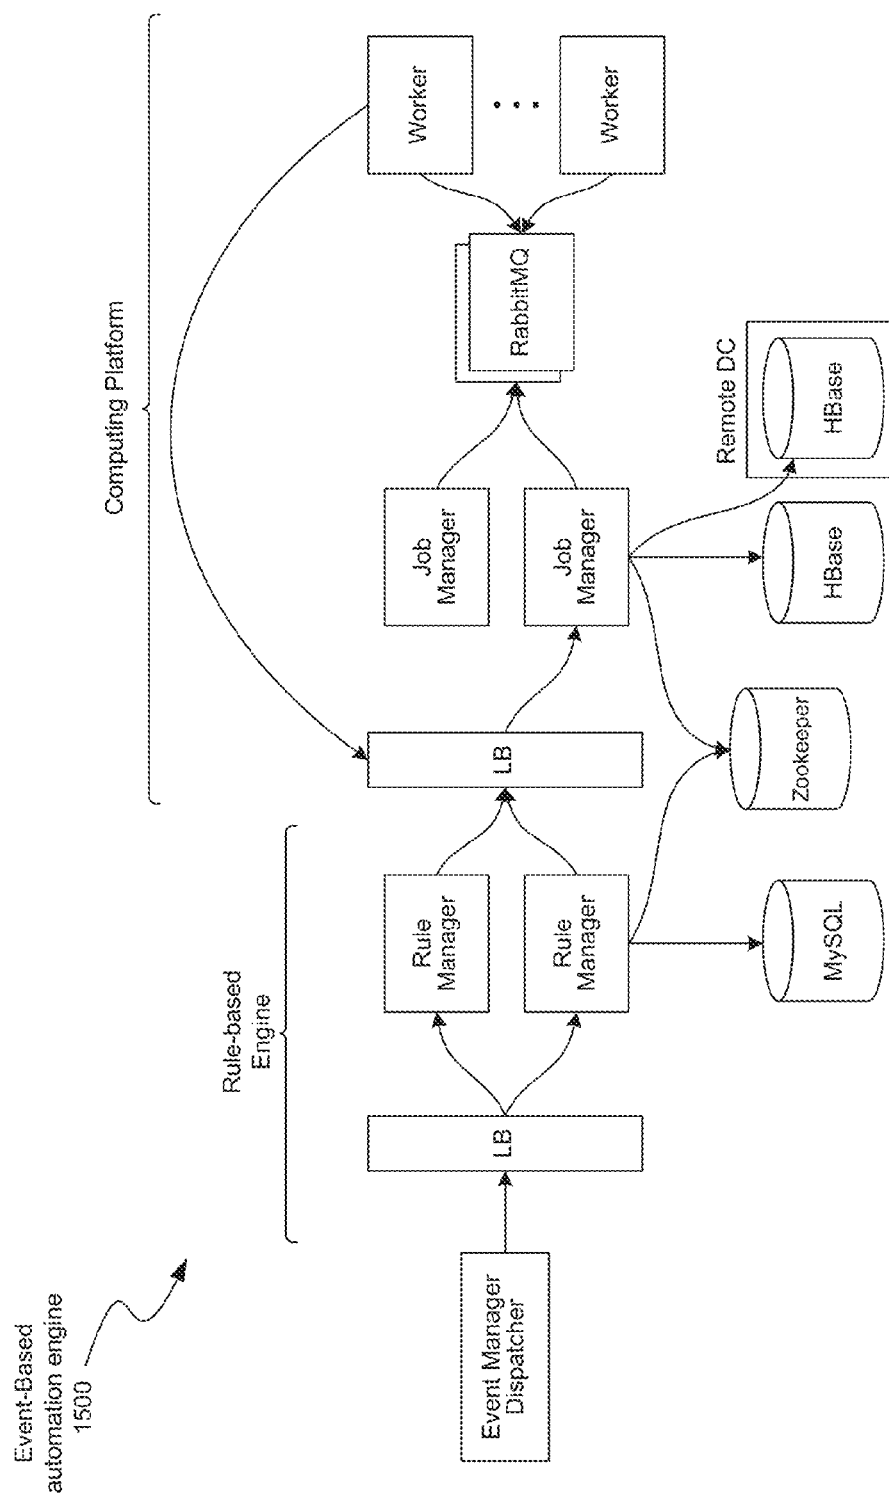 Event-Based
automation engine
1500
Rule-based
Engine
Computing Platform
Event Manager
Dispatcher
LB
Rule
Manager
Rule
Manager
LB
Job
Manager
Job
Manager
RabbitMQ
Worker
Worker
MySQL
Zookeeper
HBase
Remote DC
HBase